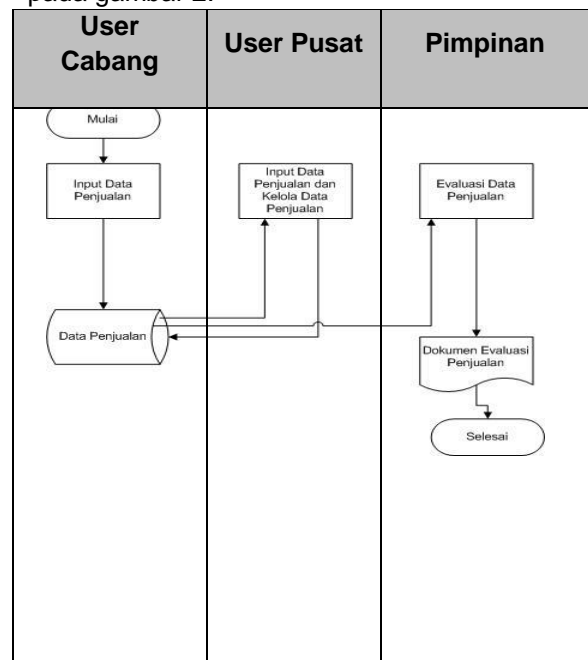 pada gambar 2.
User
Cabang
User Pusat
Pimpinan
Mulai
Input Data
Penjualan
Input Data
Penjualan dan
Kelola Data
Penjualan
Evaluasi Data
Penjualan
Data Penjualan
Dokumen Evaluasi
Penjualan
Selesai